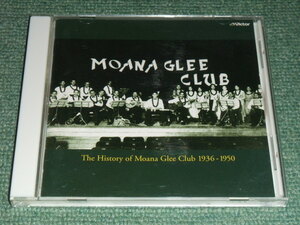 Victor
MOANA GLEE
CLUB
The History of Moana Glee Club 1936-1950